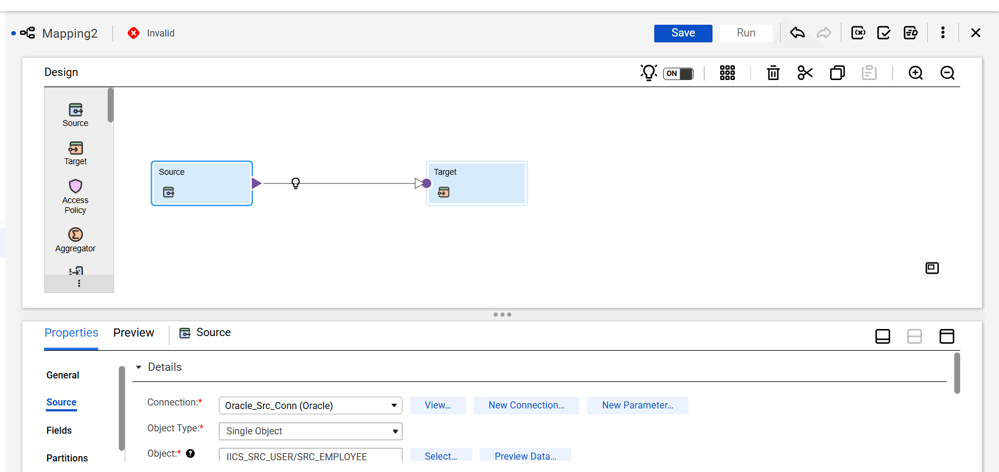 Mapping2
Invalid
Save
Run
Design
ON
Source
Target
Access
Policy
Aggregator
Source
Target
Properties
Preview
Source
General
Source
Fields
Partitions
Details
Connection:*
Oracle_Src_Conn (Oracle)
View...
New Connection...
New Parameter...
Object Type:*
Single Object
Object:*
IICS_SRC_USER/SRC_EMPLOYEE
Select...
Preview Data...